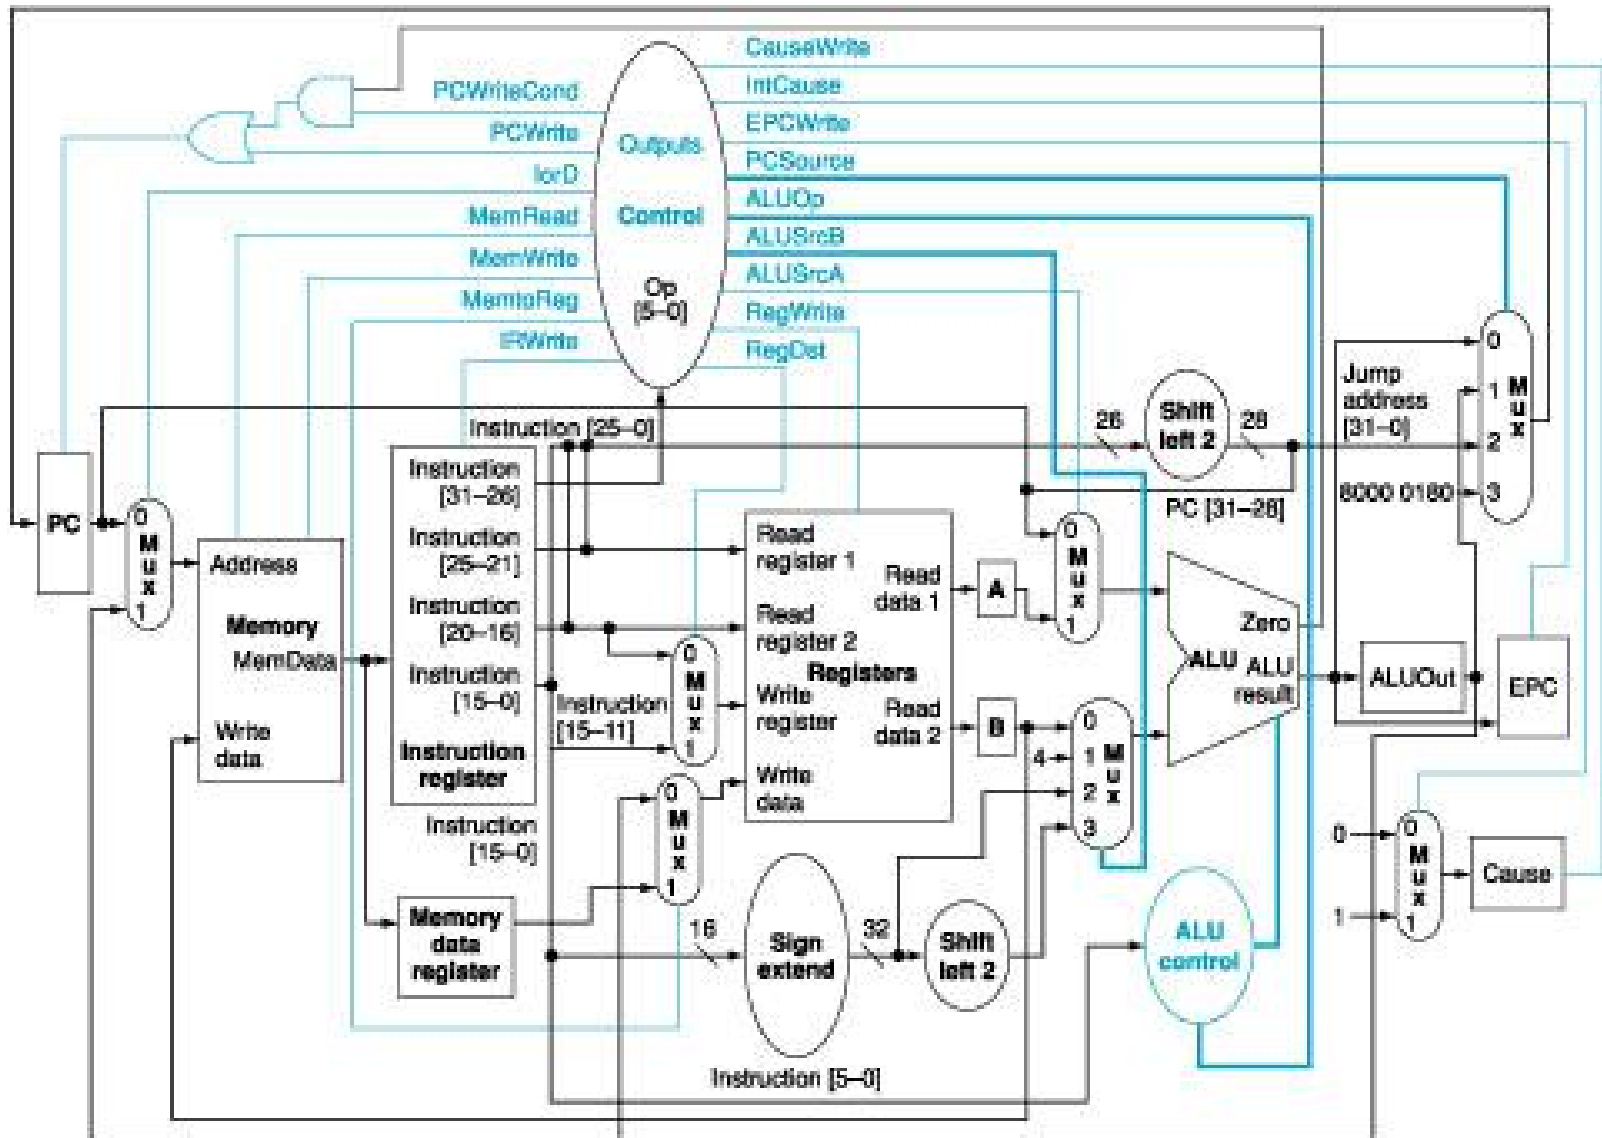 CauseWrite
IntCause
EPCWrite
PCSource
ALUOp
ALUSrcB
ALUSrcA
RegWrite
RegDst
PCWriteCond
PCWrite
IorD
MemRead
MemWrite
MemtoReg
IRWrite
Outputs
Control
Op
[5–0]
Instruction [25–0]
26
Shift
left 2
28
Jump
address
[31–0]
PC [31–28]
8000 0180
0
1
2
3
M
u
x
PC
0
M
u
x
1
Address
Memory
MemData
Write
data
Instruction
[31–26]
Instruction
[25–21]
Instruction
[20–16]
Instruction
[15–0]
Instruction
register
Instruction
[15–11]
0
M
u
x
1
Instruction
[15–0]
Memory
data
register
0
M
u
x
1
Read
register 1
Read
register 2
Registers
Write
register
Write
data
Read
data 1
Read
data 2
A
B
0
M
u
x
1
4
0
1
2
3
M
u
x
Zero
ALU
ALU
result
ALUOut
EPC
0
1
0
M
u
x
1
Cause
16
Sign
extend
32
Shift
left 2
ALU
control
Instruction [5–0]